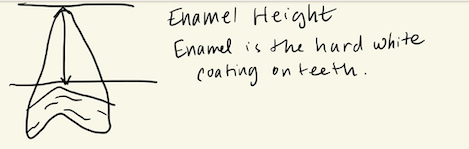 Enamel Height
Enamel is the hard white
coating on teeth.